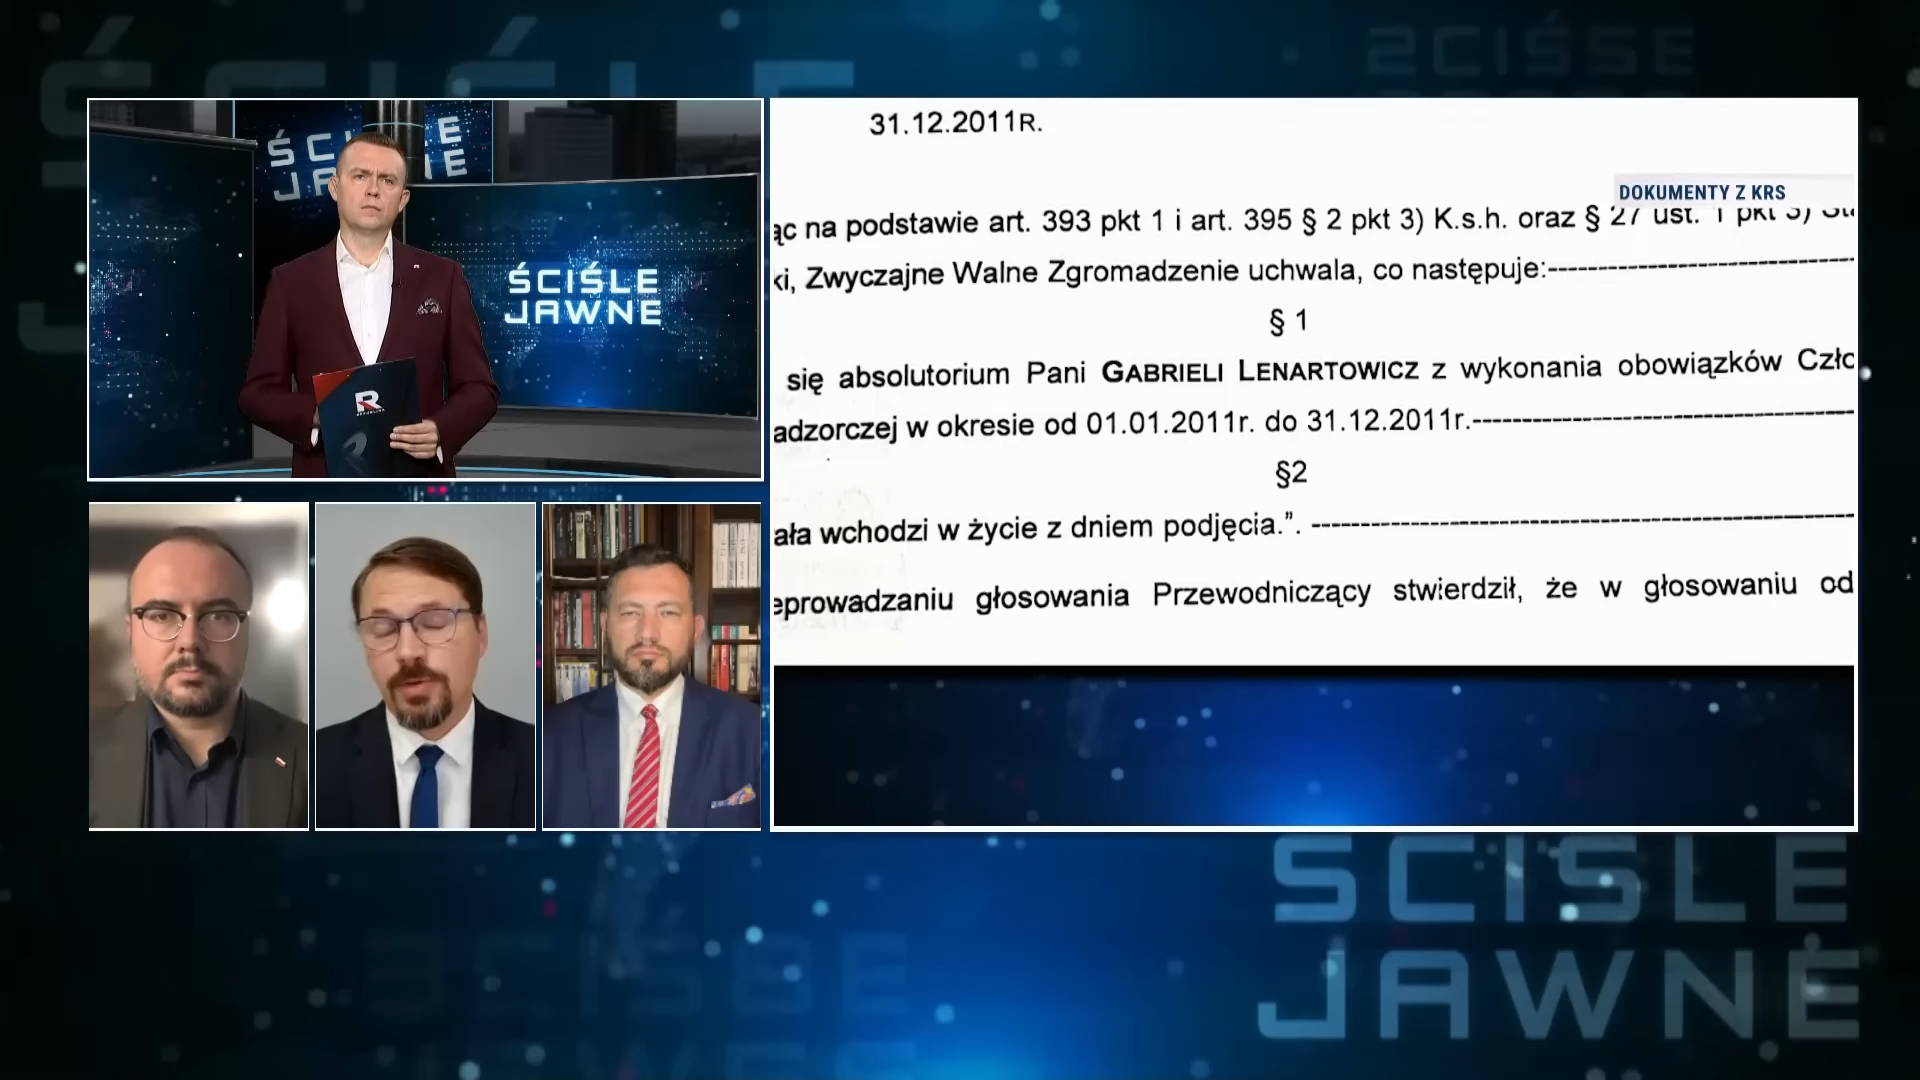 ŚCIŚLE
ŚCIŚLE
JAWNE
REPUBLIKA
31.12.2011R.
DOKUMENTY Z KRS
na podstawie art. 393 pkt 1 i art. 395 § 2 pkt 3) K.s.h. oraz § 27 ust. 1 pkt 3)
Zwyczajne Walne Zgromadzenie uchwala, co następuje:
§ 1
się absolutorium Pani GABRIELI LENARTOWICZ z wykonania obowiązków Czło
adzorczej w okresie od 01.01.2011r. do 31.12.2011r.
§2
ała wchodzi w życie z dniem podjęcia.”.
eprowadzaniu głosowania Przewodniczący stwierdził, że w głosowaniu od
ŚCIŚLE
JAWNE